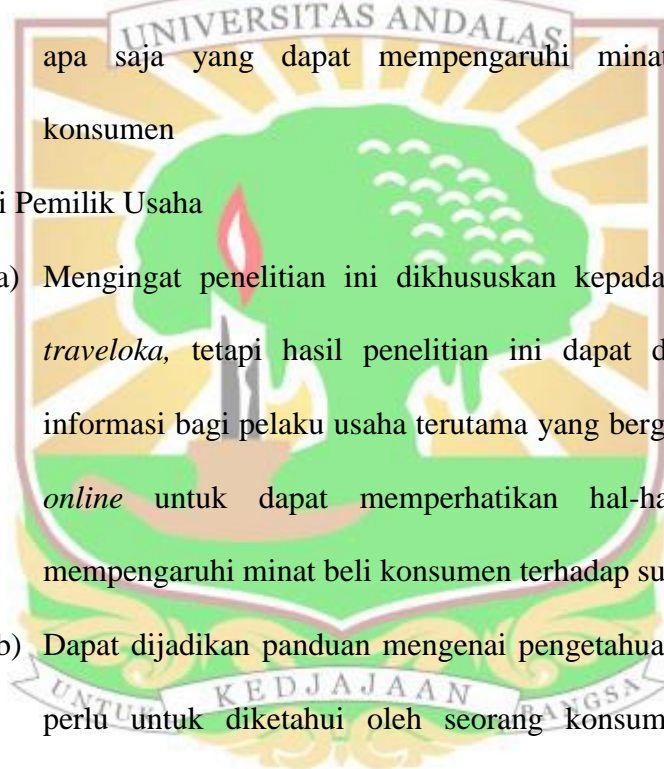 UNIVERSITAS ANDALAS
apa saja yang dapat mempengaruhi minat
konsumen
i Pemilik Usaha
a) Mengingat penelitian ini dikhususkan kepada
traveloka, tetapi hasil penelitian ini dapat d
informasi bagi pelaku usaha terutama yang berg
online untuk dapat memperhatikan hal-ha
mempengaruhi minat beli konsumen terhadap su
b) Dapat dijadikan panduan mengenai pengetahua
UNTUK KEDJAJAAN BANGSA
perlu untuk diketahui oleh seorang konsum